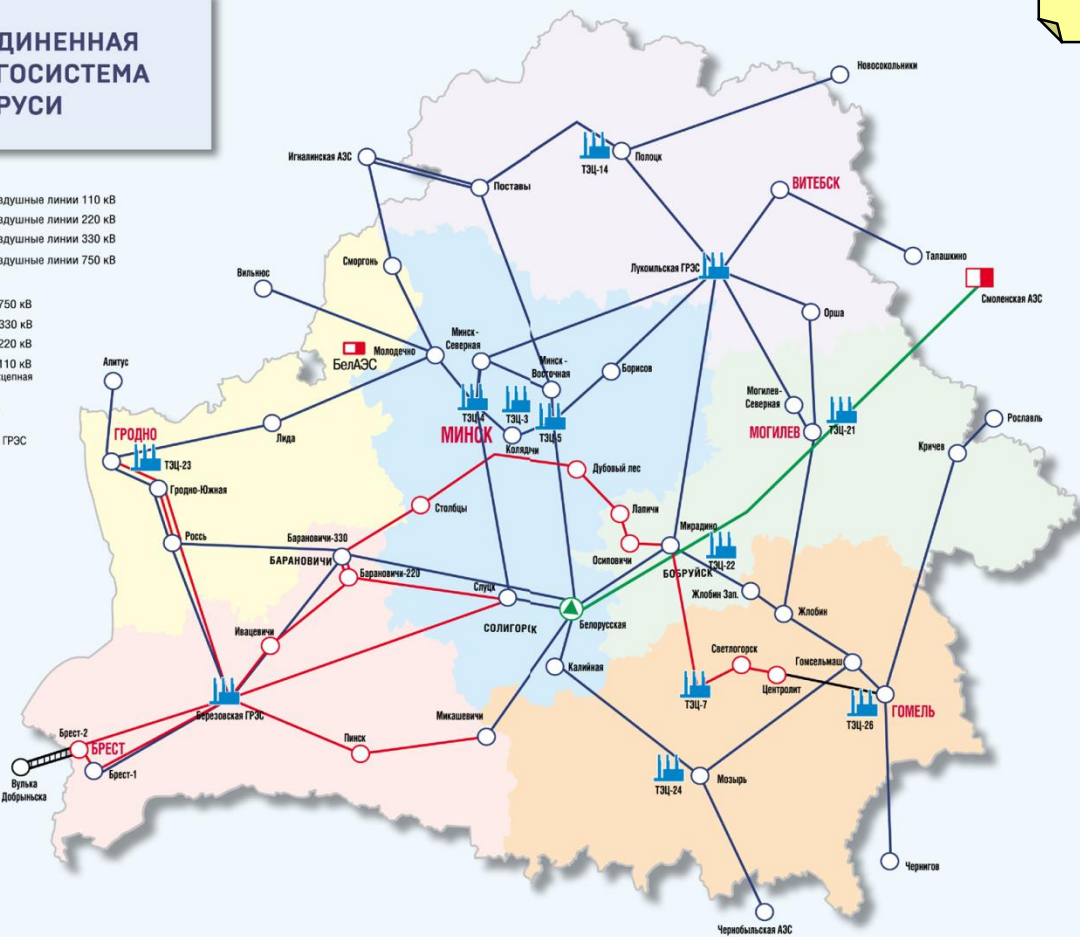 ДИНЕННАЯ
ГОСИСТЕМА
РУСИ
здушные линии 110 кВ
здушные линии 220 кВ
здушные линии 330 кВ
здушные линии 750 кВ
750 кВ
330 кВ
220 кВ
110 кВ
цепная
ГРЭС
Новосокольники
Игналинская АЭС
Полоцк
ТЭЦ-14
Поставы
ВИТЕБСК
Талашкино
Сморгонь
Лукомльская ГРЭС
Вильнюс
Смоленская АЭС
Орша
Минск -
Северная
Молодечно
БелАЭС
Минск -
Восточная
Борисов
Алитус
Могилев-
Северная
ТЭЦ-4
ТЭЦ-3
ТЭЦ-5
ТЭЦ-21
Рославль
МИНСК
МОГИЛЕВ
Колядичи
Лида
ГРОДНО
Кричев
ТЭЦ-23
Дубовый лес
Гродно-Южная
Столбцы
Лапичи
Мирадино
Россь
Барановичи-330
БАРАНОВИЧИ
Осиповичи
ТЭЦ-22
БОБРУЙСК
Барановичи-220
Слуцк
Жлобин Зап.
Жлобин
СОЛИГОРСК
Белорусская
Ивацевичи
Светлогорск
Гомсельмаш
Калийная
Центролит
ТЭЦ-7
Березовская ГРЭС
Микашевичи
ТЭЦ-26
ГОМЕЛЬ
Брест-2
БРЕСТ
Пинск
Брест-1
Вулька
Добрыньска
Мозырь
ТЭЦ-24
Чернигов
Чернобыльская АЭС